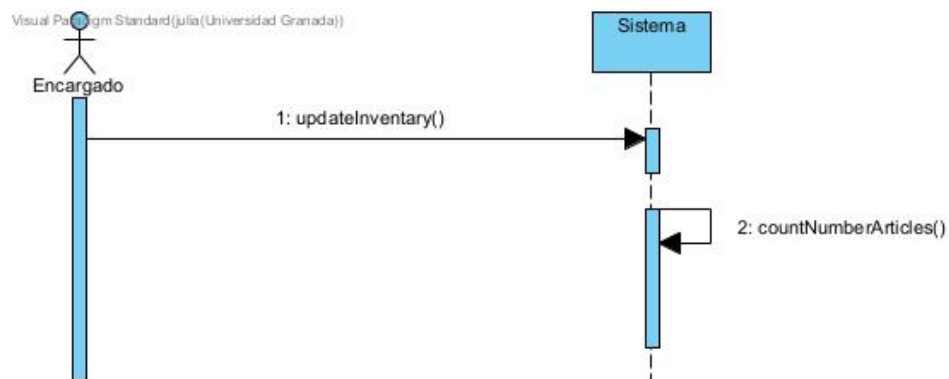 Visual Paradigm Standard(julia(Universidad Granada))
Sistema
Encargado
1: updateInventary()
2: countNumberArticles()